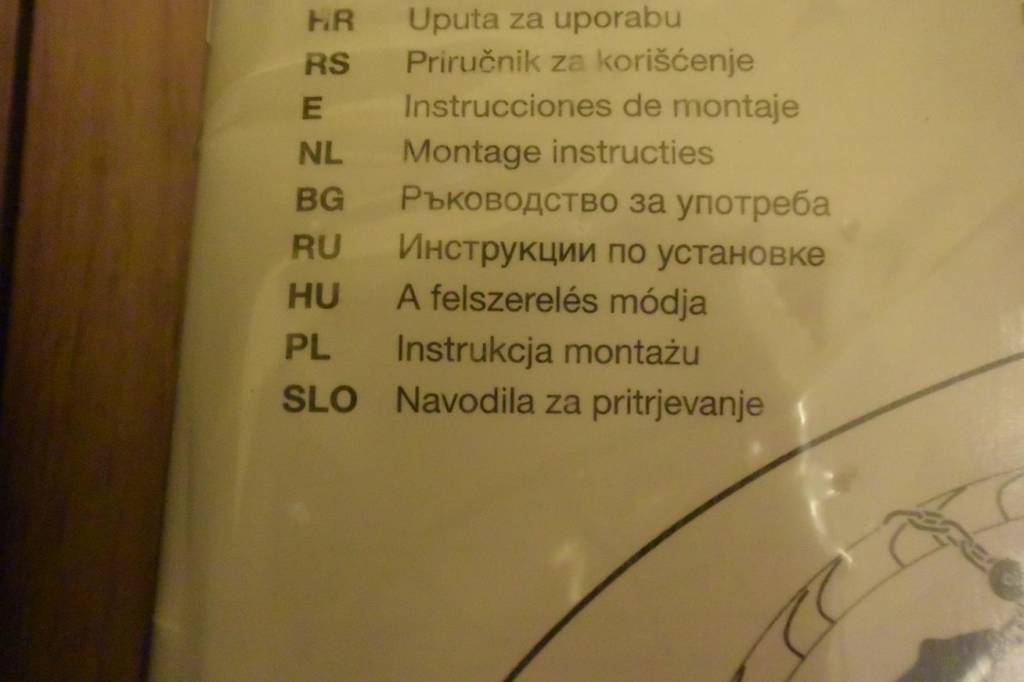 HR Uputa za uporabu
RS Priručnik za korišćenje
E Instrucciones de montaje
NL Montage instructies
BG Ръководство за употреба
RU Инструкции по установке
HU A felszerelés módja
PL Instrukcja montażu
SLO Navodila za pritrjevanje